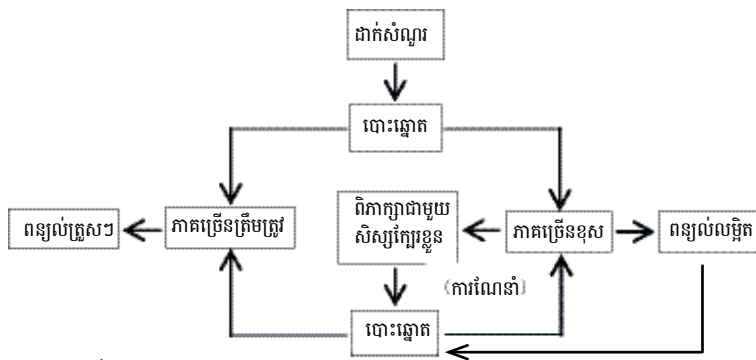 ដាក់សំណួរ
បោះឆ្នោត
ពន្យល់ត្រួសៗ
ភាគច្រើនត្រឹមត្រូវ
ពិភាក្សាជាមួយ
សិស្សក្បែរខ្លួន
ភាគច្រើនខុស
ពន្យល់លម្អិត
(ការណែនាំ)
បោះឆ្នោត